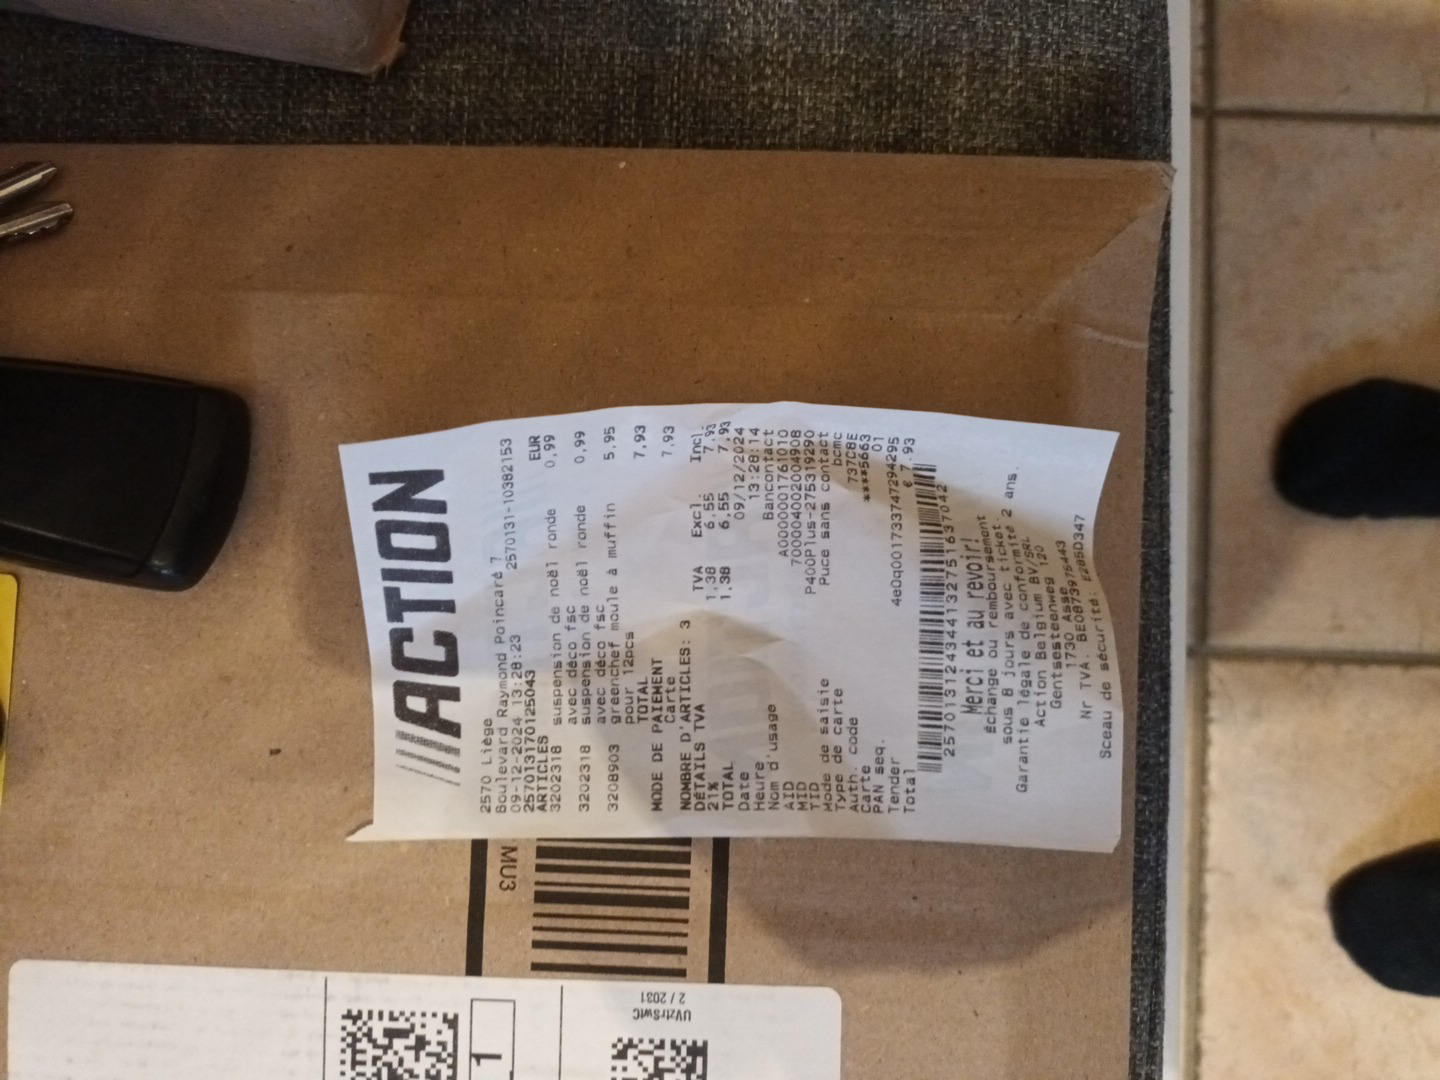 ACTION
2570 Liège
Boulevard Raymond Poincaré 7
09-12-2024 13:28:23 2570131-10382153
2570131170125043
ARTICLES EUR
3202318 suspension de noël ronde 0,99
avec déco fsc
3202318 suspension de noël ronde 0,99
avec déco fsc
3208903 greenchef moule à muffin 5,95
pour 12pcs
TOTAL 7,93
MODE DE PAIEMENT
Carte 7,93
NOMBRE D'ARTICLES: 3
DÉTAILS TVA TVA Excl. Incl.
21% 1,38 6,55 7,93
TOTAL 1,38 6,55 7,93
Date 09/12/2024
Heure 13:28:14
Nom d'usage Bancontact
AID A00000001761010
MID 700004002004908
TID P400Plus-275319290
Mode de saisie Puce sans contact
Type de carte bcmc
Auth. code 737C8E
Carte ****5663
PAN seq. 01
Tender 4e0q001733747294295
Total € 7.93
2570131243441327516 37042
Merci et au revoir!
échange ou remboursement
sous 8 jours avec ticket.
Garantie légale de conformité 2 ans.
Action Belgium BV/SRL
Gentsesteenweg 120
1730 Asse
Nr TVA. BE0873975443
Sceau de sécurité: E285D347
MU3
2 / 2031
UVztrSwtC
1